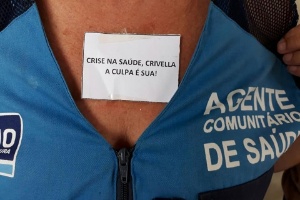 CRISE NA SAÚDE, CRIVELLA
A CULPA É SUA!
AGENTE
COMUNITÁRIO
DE SAÚDE